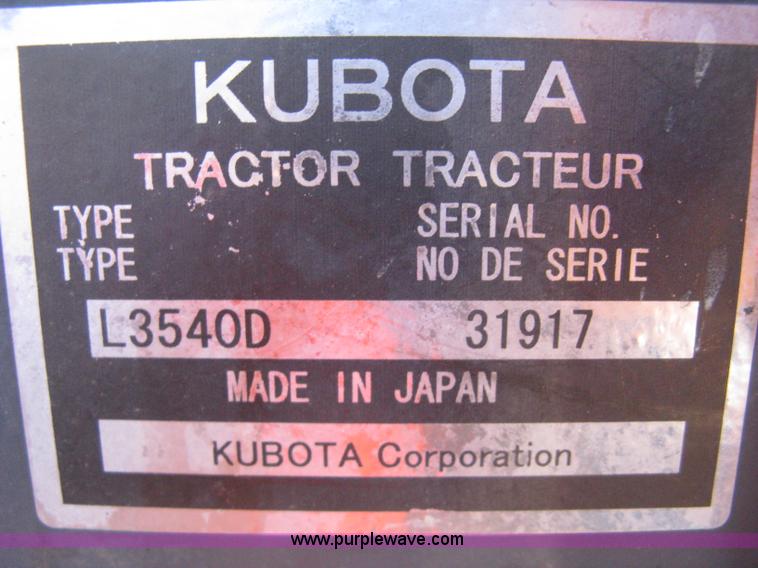 KUBOTA
TRACTOR TRACTEUR
TYPE SERIAL NO.
TYPE NO DE SERIE
L3540D 31917
MADE IN JAPAN
KUBOTA Corporation
www.purplewave.com